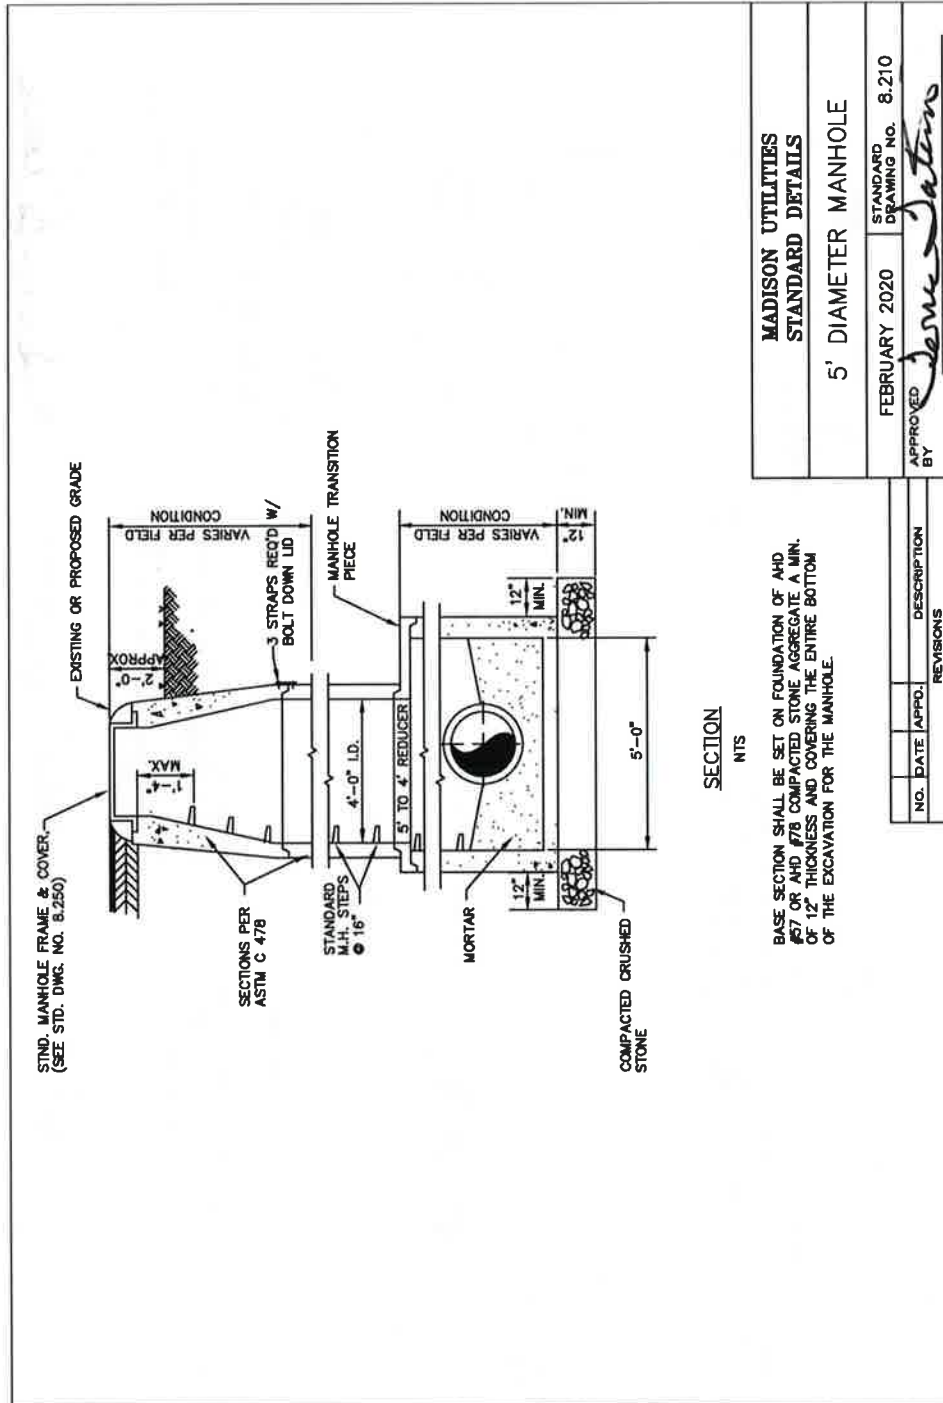 STND. MANHOLE FRAME & COVER,
(SEE STD. DWG. NO. 8.250)
EXISTING OR PROPOSED GRADE
2'-0"
APPROX
1'-4"
MAX.
VARIES PER FIELD
CONDITION
SECTIONS PER
ASTM C 478
3 STRAPS REQ'D W/
BOLT DOWN LID
STANDARD
M.H. STEPS
@ 16"
4'-0" I.D.
MANHOLE TRANSITION
PIECE
5' TO 4' REDUCER
VARIES PER FIELD
CONDITION
MORTAR
12"
MIN.
12"
MIN.
12"
MIN.
COMPACTED CRUSHED
STONE
5'-0"
SECTION
NTS
BASE SECTION SHALL BE SET ON FOUNDATION OF AHD
#57 OR AHD #78 COMPACTED STONE AGGREGATE A MIN.
OF 12" THICKNESS AND COVERING THE ENTIRE BOTTOM
OF THE EXCAVATION FOR THE MANHOLE.
NO. DATE APPD. DESCRIPTION
REVISIONS
MADISON UTILITIES
STANDARD DETAILS
5' DIAMETER MANHOLE
FEBRUARY 2020
STANDARD
DRAWING NO. 8.210
APPROVED
BY